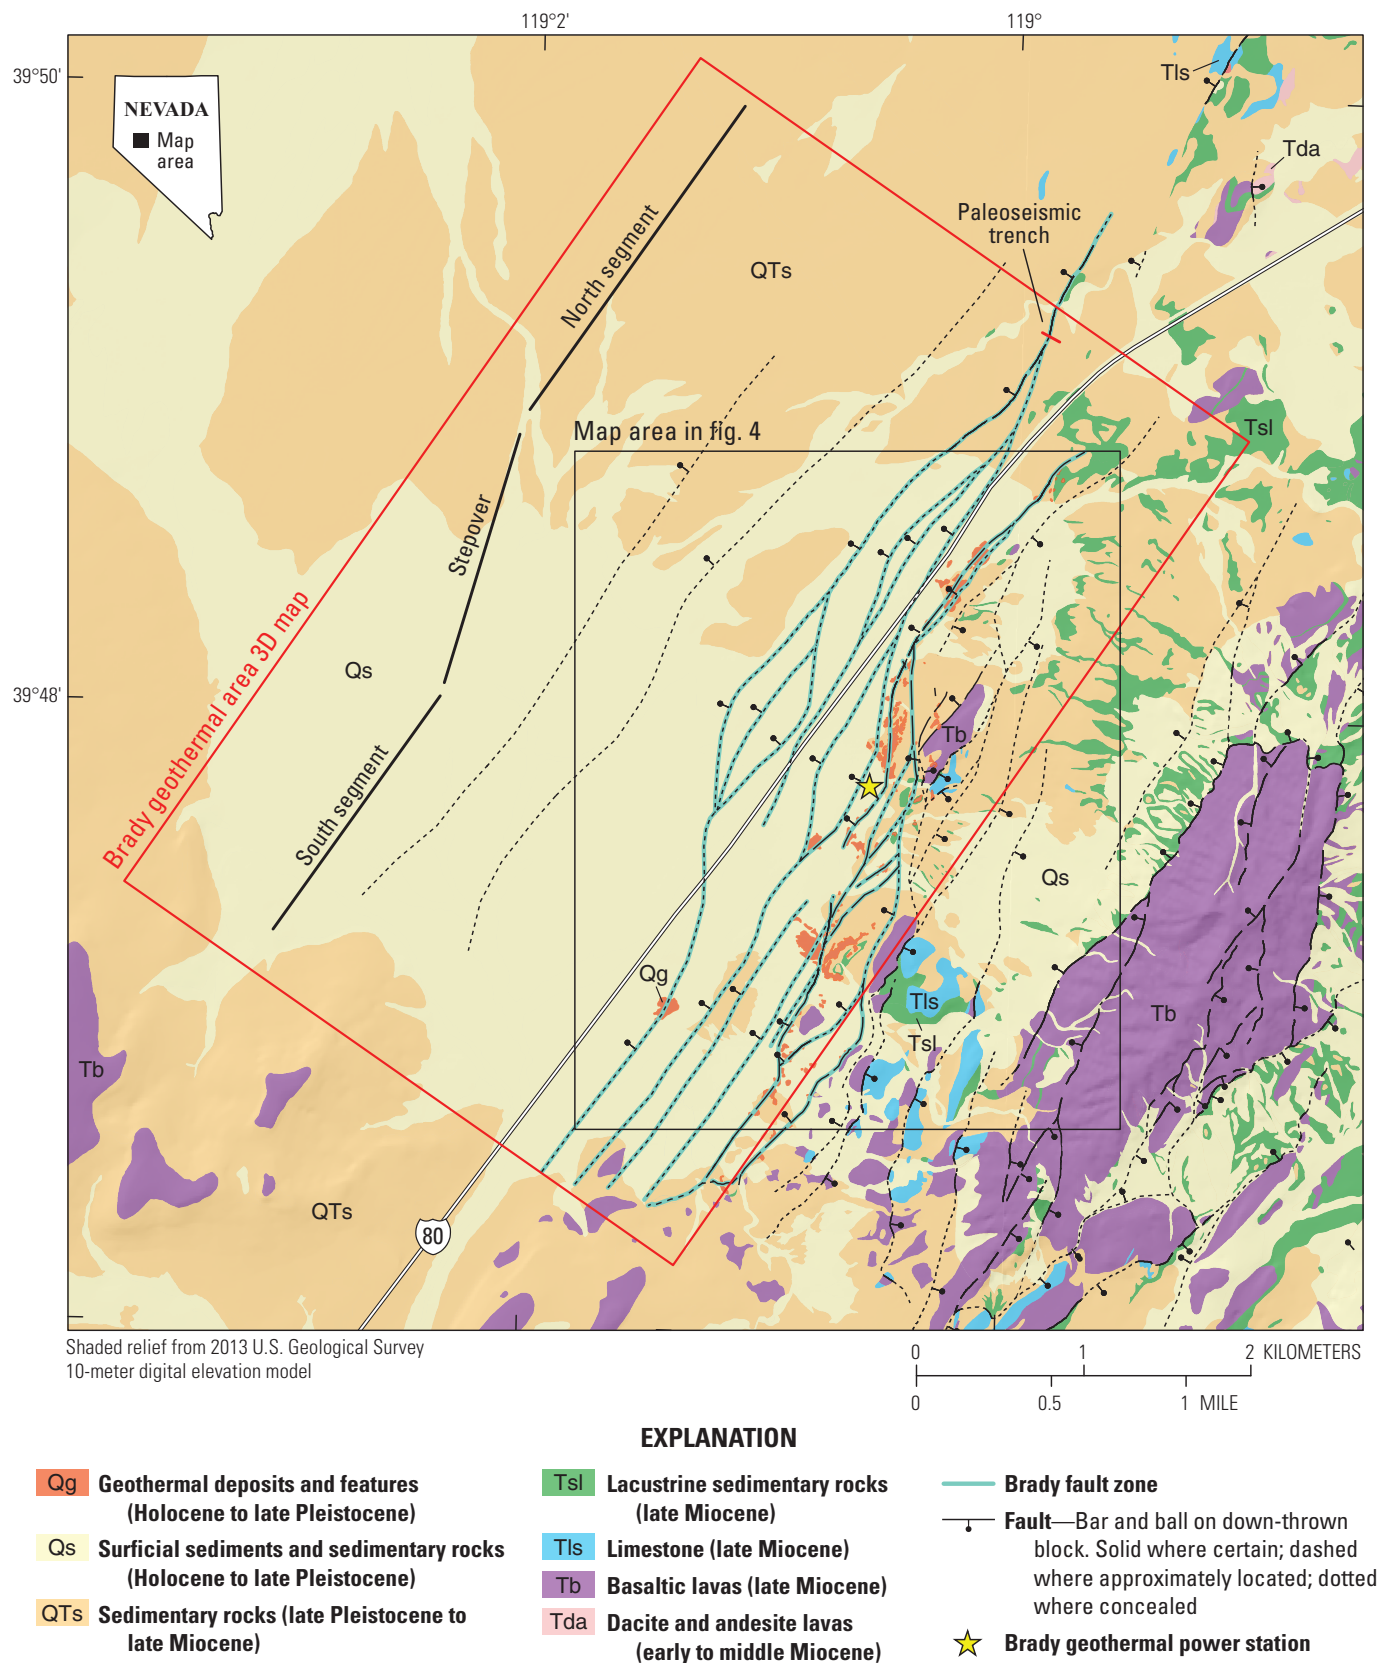 119°2'
119°
39°50'
NEVADA
Map
area
Tls
Tda
Paleoseismic
trench
North segment
QTs
Map area in fig. 4
Tsl
Stepover
Brady geothermal area 3D map
Qs
39°48'
South segment
Tb
Qs
Qg
Tls
Tb
Tsl
Tb
QTs
80
Shaded relief from 2013 U.S. Geological Survey
10-meter digital elevation model
0 1 2 KILOMETERS
0 0.5 1 MILE
EXPLANATION
Qg Geothermal deposits and features
(Holocene to late Pleistocene)
Qs Surficial sediments and sedimentary rocks
(Holocene to late Pleistocene)
QTs Sedimentary rocks (late Pleistocene to
late Miocene)
Tsl Lacustrine sedimentary rocks
(late Miocene)
Tls Limestone (late Miocene)
Tb Basaltic lavas (late Miocene)
Tda Dacite and andesite lavas
(early to middle Miocene)
Brady fault zone
Fault—Bar and ball on down-thrown
block. Solid where certain; dashed
where approximately located; dotted
where concealed
Brady geothermal power station